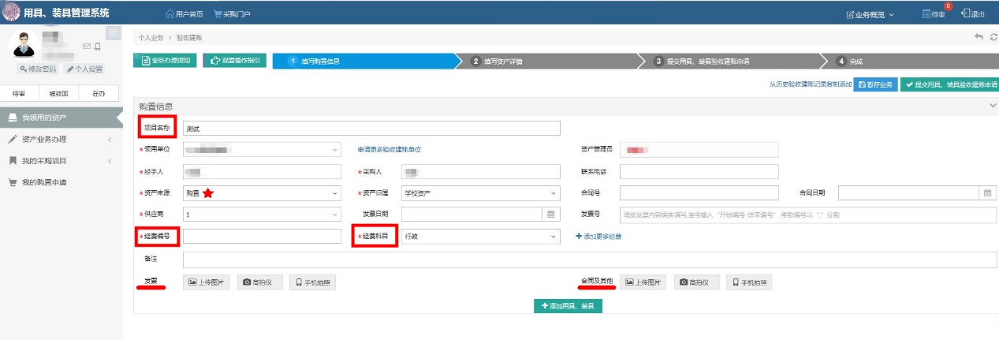 用具、装具管理系统 用户首页 采购门户 业务概览 待审 0 退出
个人业务 > 验收建账
修改密码 个人设置
待审 被驳回 在办
我领用的资产
资产业务办理
我的采购项目
我的购置申请
业务办理须知 观看操作指引 1 填写购置信息 2 填写资产详情 3 提交用具、装具验收建账申请 4 完成
从历史验收建账记录复制添加 暂存业务 提交用具、装具验收建账申请
购置信息
项目名称 测试
*领用单位 申请更多验收建账单位 资产管理员
*经手人 *采购人 联系电话
*资产来源 购置 *资产归属 学校资产 合同号 合同日期
*供应商 1 发票日期 发票号 请按发票内容据实填写,连号输入“开始编号-结束编号”,零散编号以“,”分割
*经费编号 *经费科目 行政 添加更多经费
备注
发票 上传图片 高拍仪 手机拍照 合同及其他 上传图片 高拍仪 手机拍照
添加用具、装具